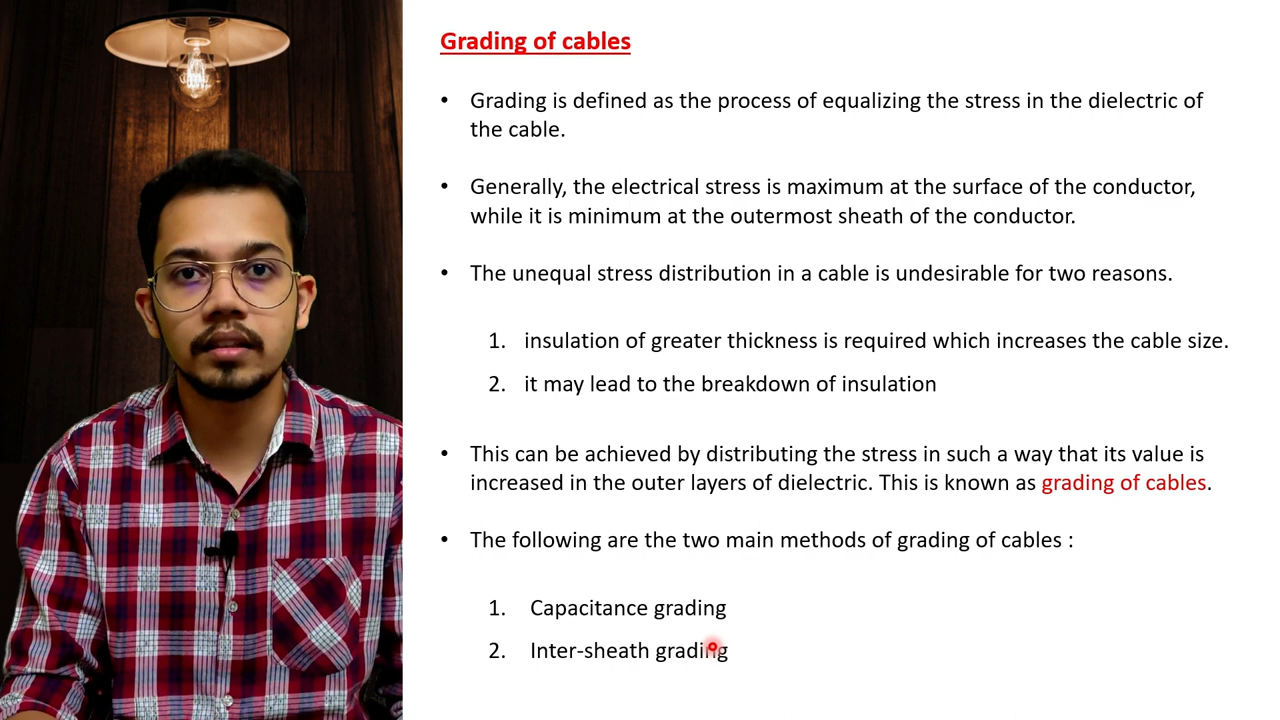 Grading of cables
• Grading is defined as the process of equalizing the stress in the dielectric of
the cable.
• Generally, the electrical stress is maximum at the surface of the conductor,
while it is minimum at the outermost sheath of the conductor.
• The unequal stress distribution in a cable is undesirable for two reasons.
1. insulation of greater thickness is required which increases the cable size.
2. it may lead to the breakdown of insulation
• This can be achieved by distributing the stress in such a way that its value is
increased in the outer layers of dielectric. This is known as grading of cables.
• The following are the two main methods of grading of cables :
1. Capacitance grading
2. Inter-sheath grading